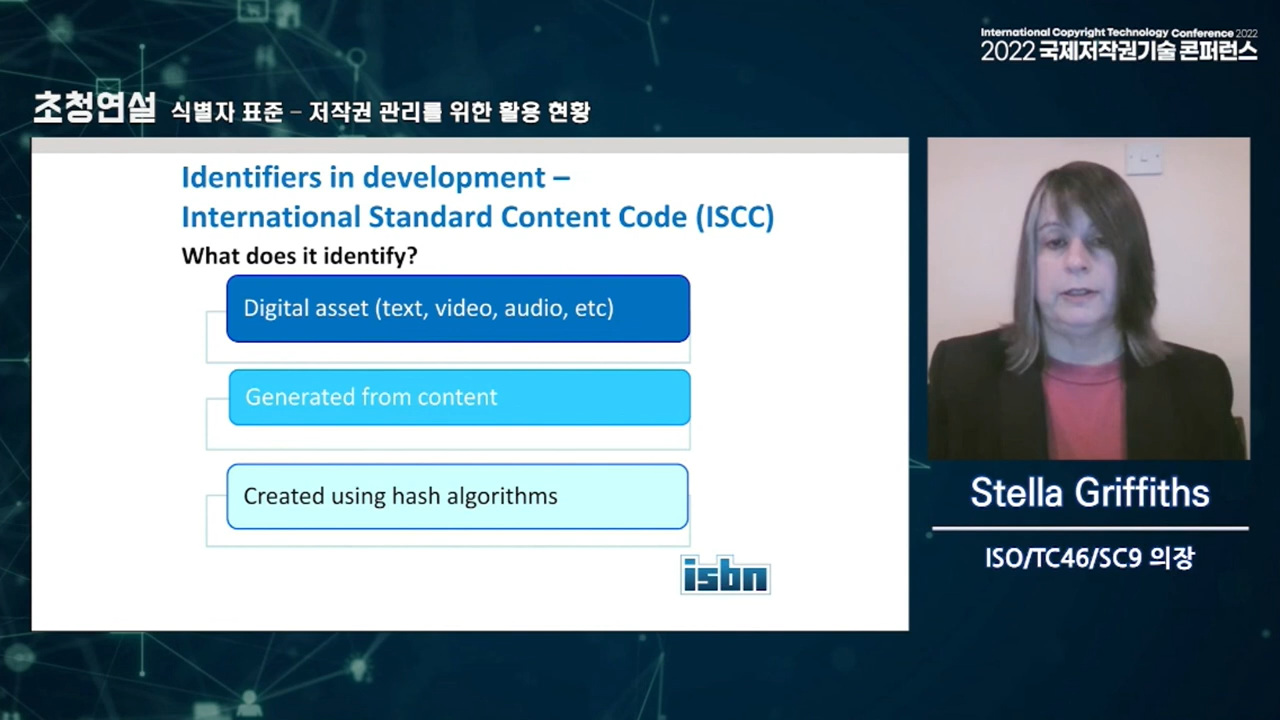 International Copyright Technology Conference 2022
2022 국제저작권기술 콘퍼런스
초청연설 식별자 표준 – 저작권 관리를 위한 활용 현황
Identifiers in development –
International Standard Content Code (ISCC)
What does it identify?
Digital asset (text, video, audio, etc)
Generated from content
Created using hash algorithms
isbn
Stella Griffiths
ISO/TC46/SC9 의장